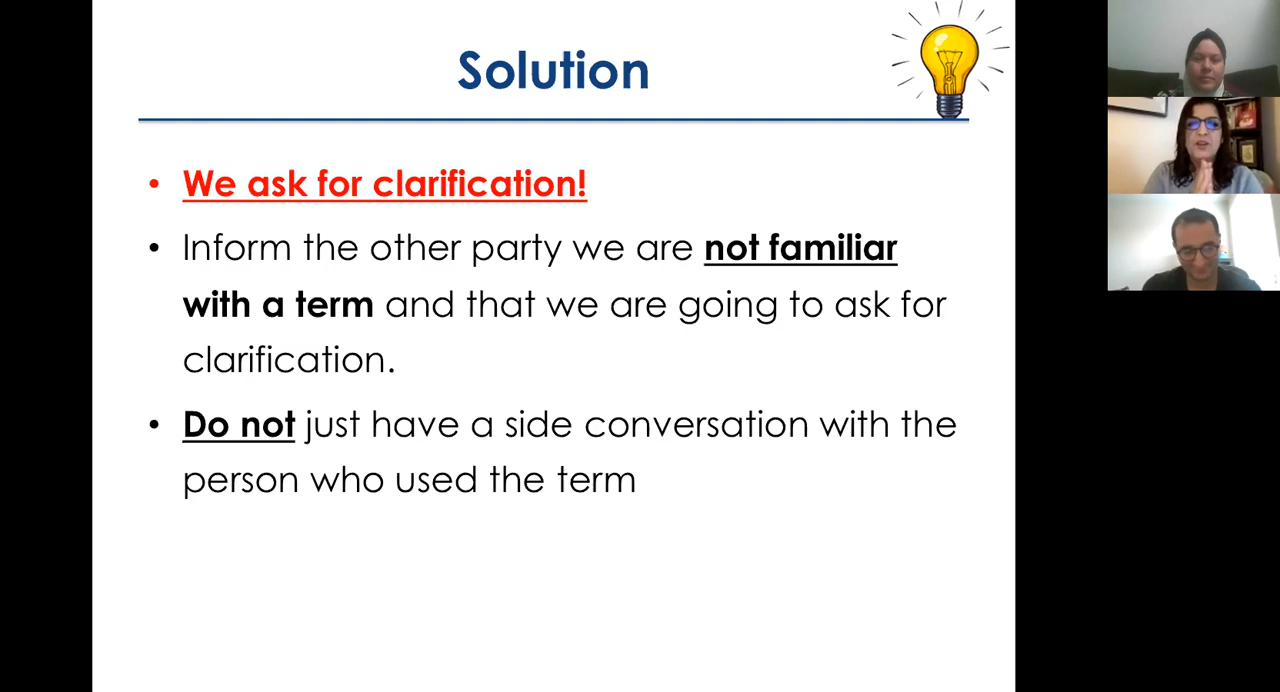 Solution
• We ask for clarification!
• Inform the other party we are not familiar
with a term and that we are going to ask for
clarification.
• Do not just have a side conversation with the
person who used the term